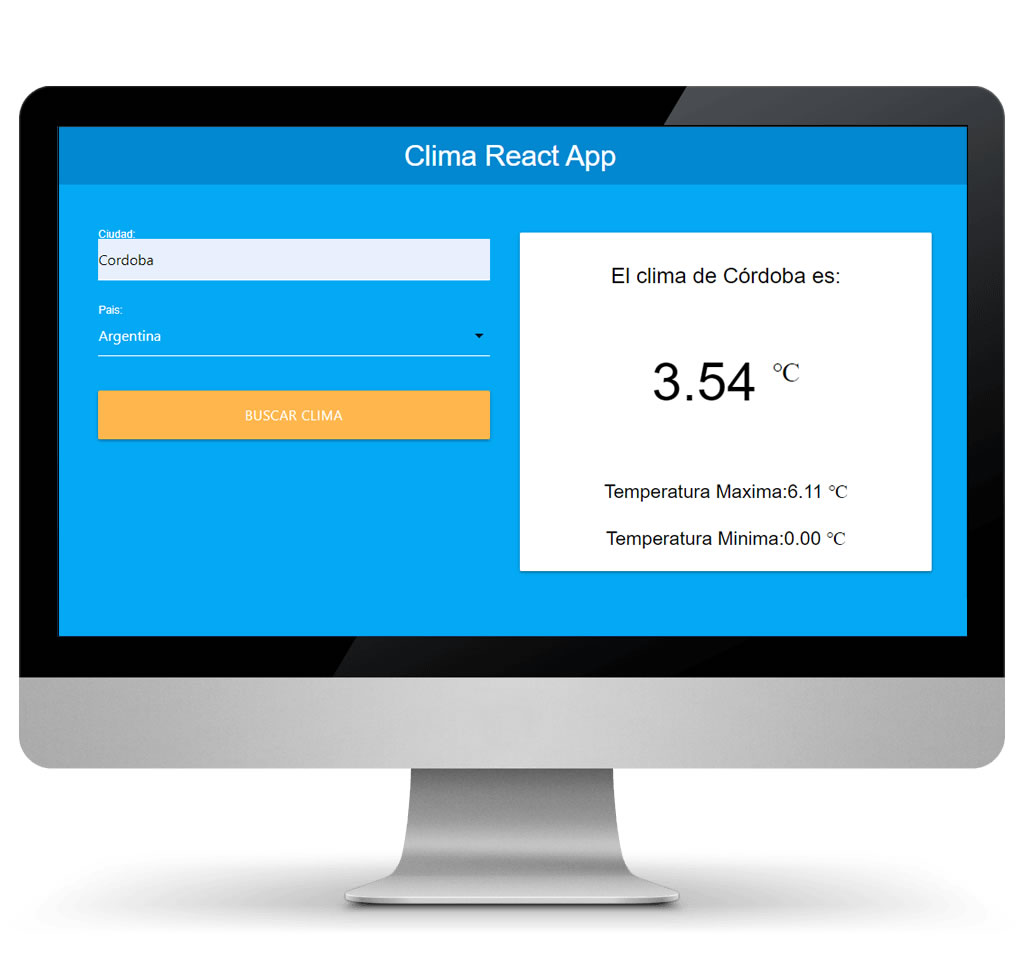 Clima React App
Ciudad:
Cordoba
Pais:
Argentina
BUSCAR CLIMA
El clima de Córdoba es:
3.54 ℃
Temperatura Maxima:6.11 ℃
Temperatura Minima:0.00 ℃